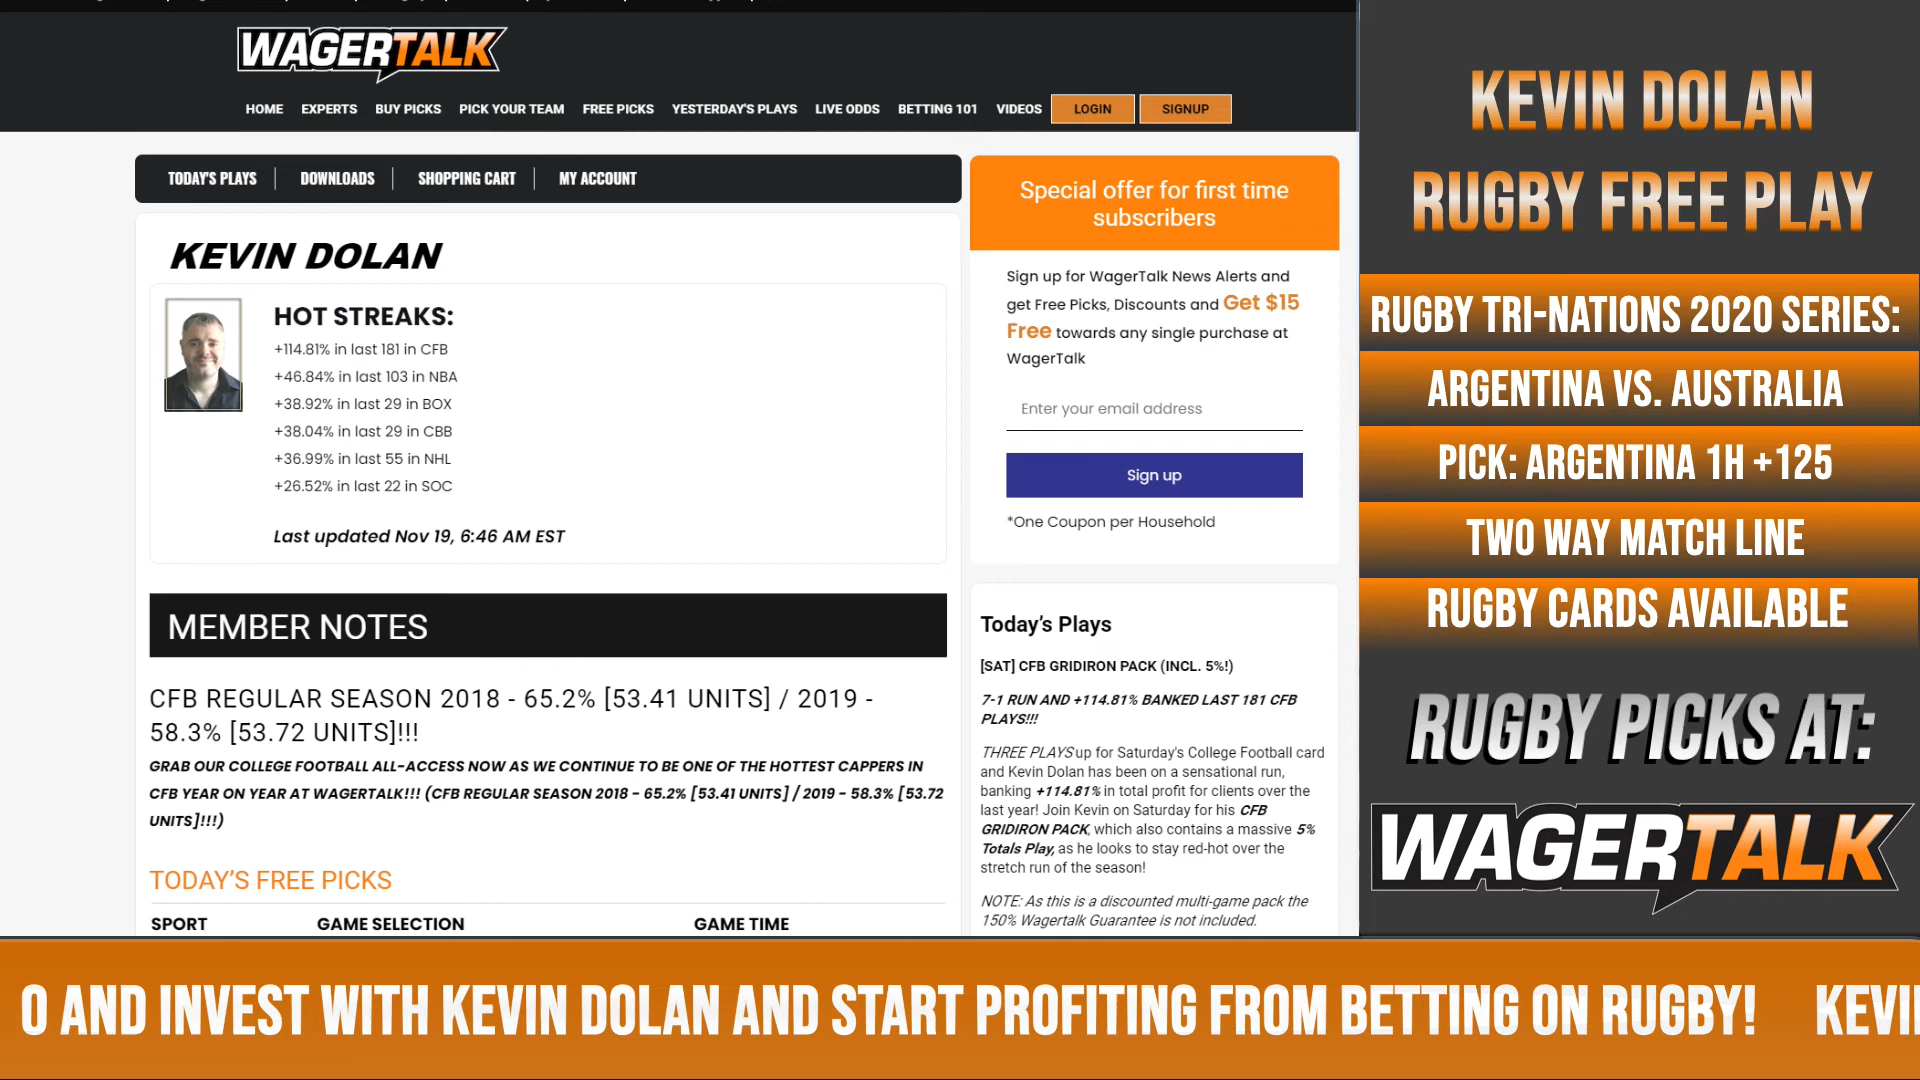 WAGERTALK
HOME EXPERTS BUY PICKS PICK YOUR TEAM FREE PICKS YESTERDAY'S PLAYS LIVE ODDS BETTING 101 VIDEOS LOGIN SIGNUP
TODAY'S PLAYS DOWNLOADS SHOPPING CART MY ACCOUNT
KEVIN DOLAN
HOT STREAKS:
+114.81% in last 181 in CFB
+46.84% in last 103 in NBA
+38.92% in last 29 in BOX
+38.04% in last 29 in CBB
+36.99% in last 55 in NHL
+26.52% in last 22 in SOC
Last updated Nov 19, 6:46 AM EST
MEMBER NOTES
CFB REGULAR SEASON 2018 - 65.2% [53.41 UNITS] / 2019 -
58.3% [53.72 UNITS]!!!
GRAB OUR COLLEGE FOOTBALL ALL-ACCESS NOW AS WE CONTINUE TO BE ONE OF THE HOTTEST CAPPERS IN
CFB YEAR ON YEAR AT WAGERTALK!!! (CFB REGULAR SEASON 2018 - 65.2% [53.41 UNITS] / 2019 - 58.3% [53.72
UNITS]!!!)
TODAY'S FREE PICKS
SPORT GAME SELECTION GAME TIME
Special offer for first time
subscribers
Sign up for WagerTalk News Alerts and
get Free Picks, Discounts and Get $15
Free towards any single purchase at
WagerTalk
Enter your email address
Sign up
*One Coupon per Household
Today's Plays
[SAT] CFB GRIDIRON PACK (INCL. 5%!)
7-1 RUN AND +114.81% BANKED LAST 181 CFB
PLAYS!!!
THREE PLAYS up for Saturday's College Football card
and Kevin Dolan has been on a sensational run,
banking +114.81% in total profit for clients over the
last year! Join Kevin on Saturday for his CFB
GRIDIRON PACK, which also contains a massive 5%
Totals Play, as he looks to stay red-hot over the
stretch run of the season!
NOTE: As this is a discounted multi-game pack the
150% Wagertalk Guarantee is not included.
KEVIN DOLAN
RUGBY FREE PLAY
RUGBY TRI-NATIONS 2020 SERIES:
ARGENTINA VS. AUSTRALIA
PICK: ARGENTINA 1H +125
TWO WAY MATCH LINE
RUGBY CARDS AVAILABLE
RUGBY PICKS AT:
WAGERTALK
O AND INVEST WITH KEVIN DOLAN AND START PROFITING FROM BETTING ON RUGBY! KEVI